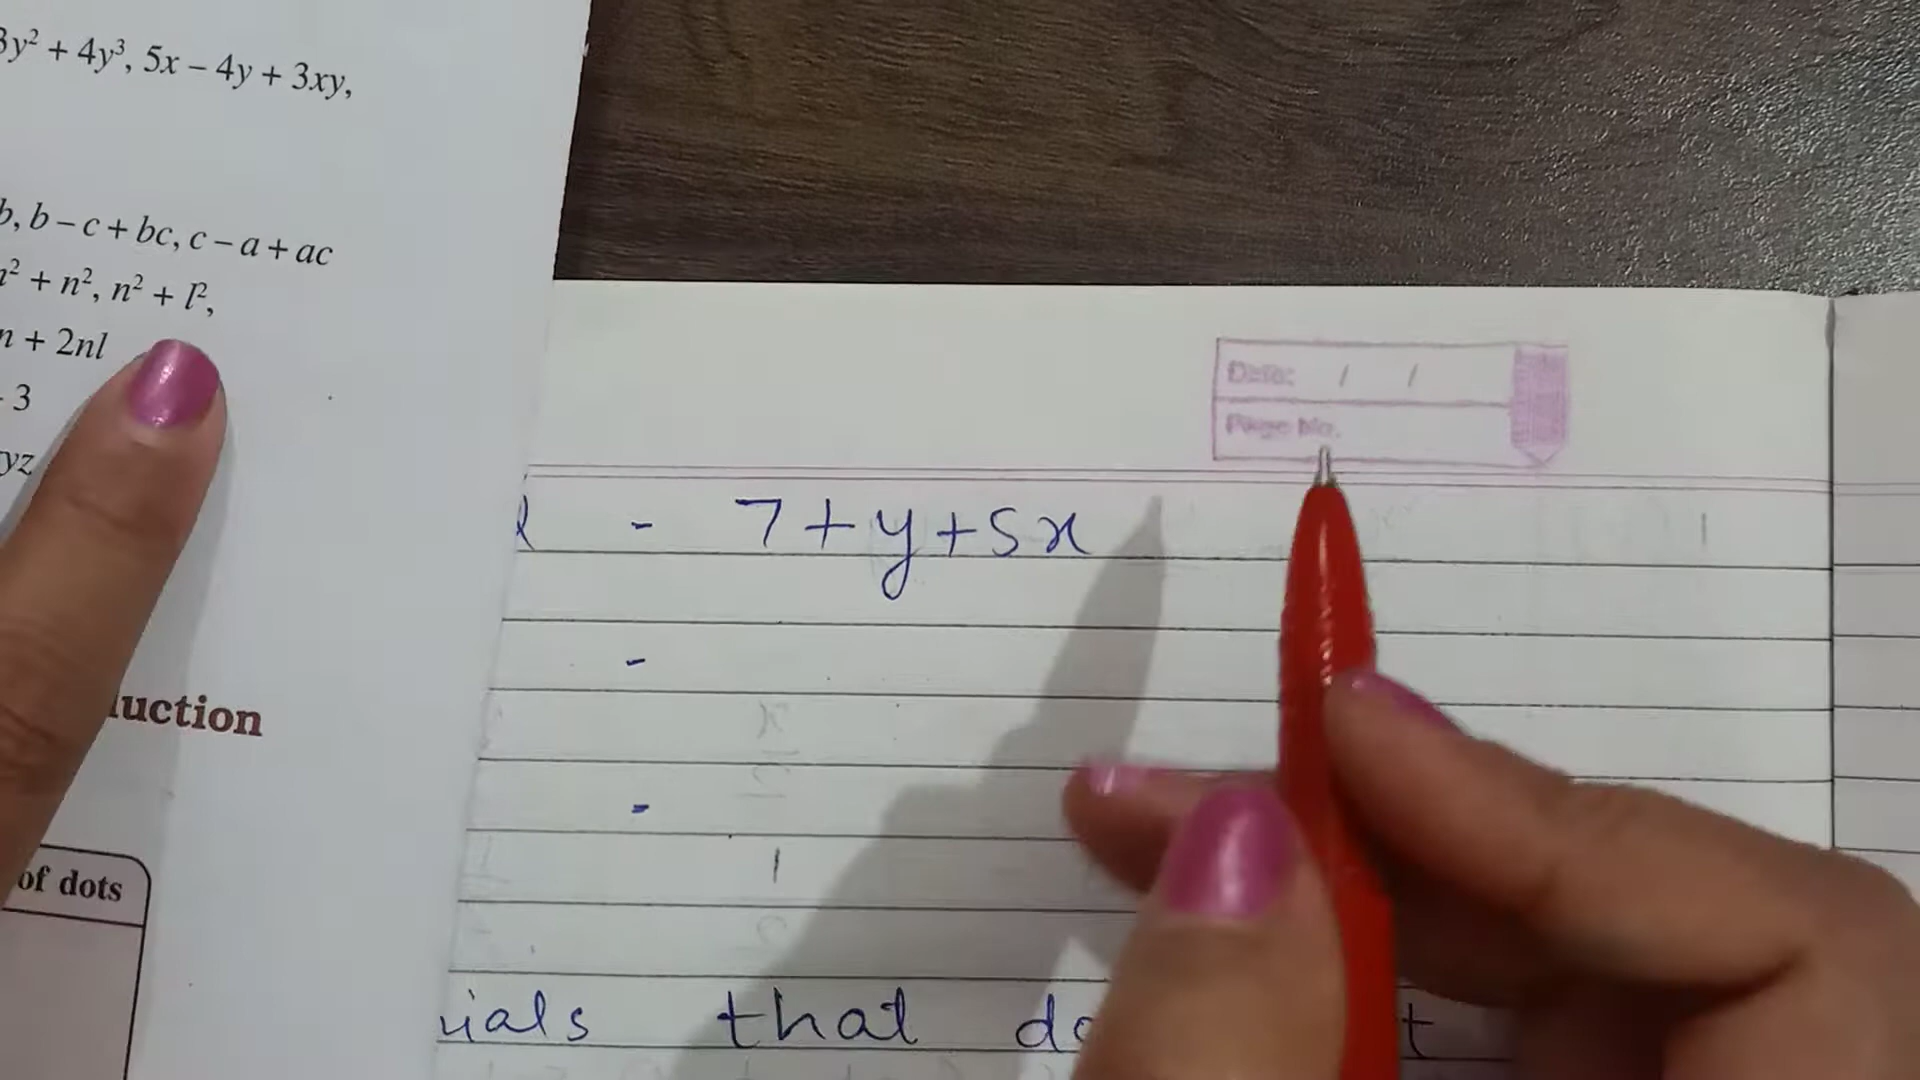 3y² + 4y³, 5x – 4y + 3xy,
b, b – c + bc, c – a + ac
² + n², n² + l²,
n + 2nl
- 3
yz
uction
of dots
Date: / /
Page No.
- 7+y+5x
-
-
ials that do t